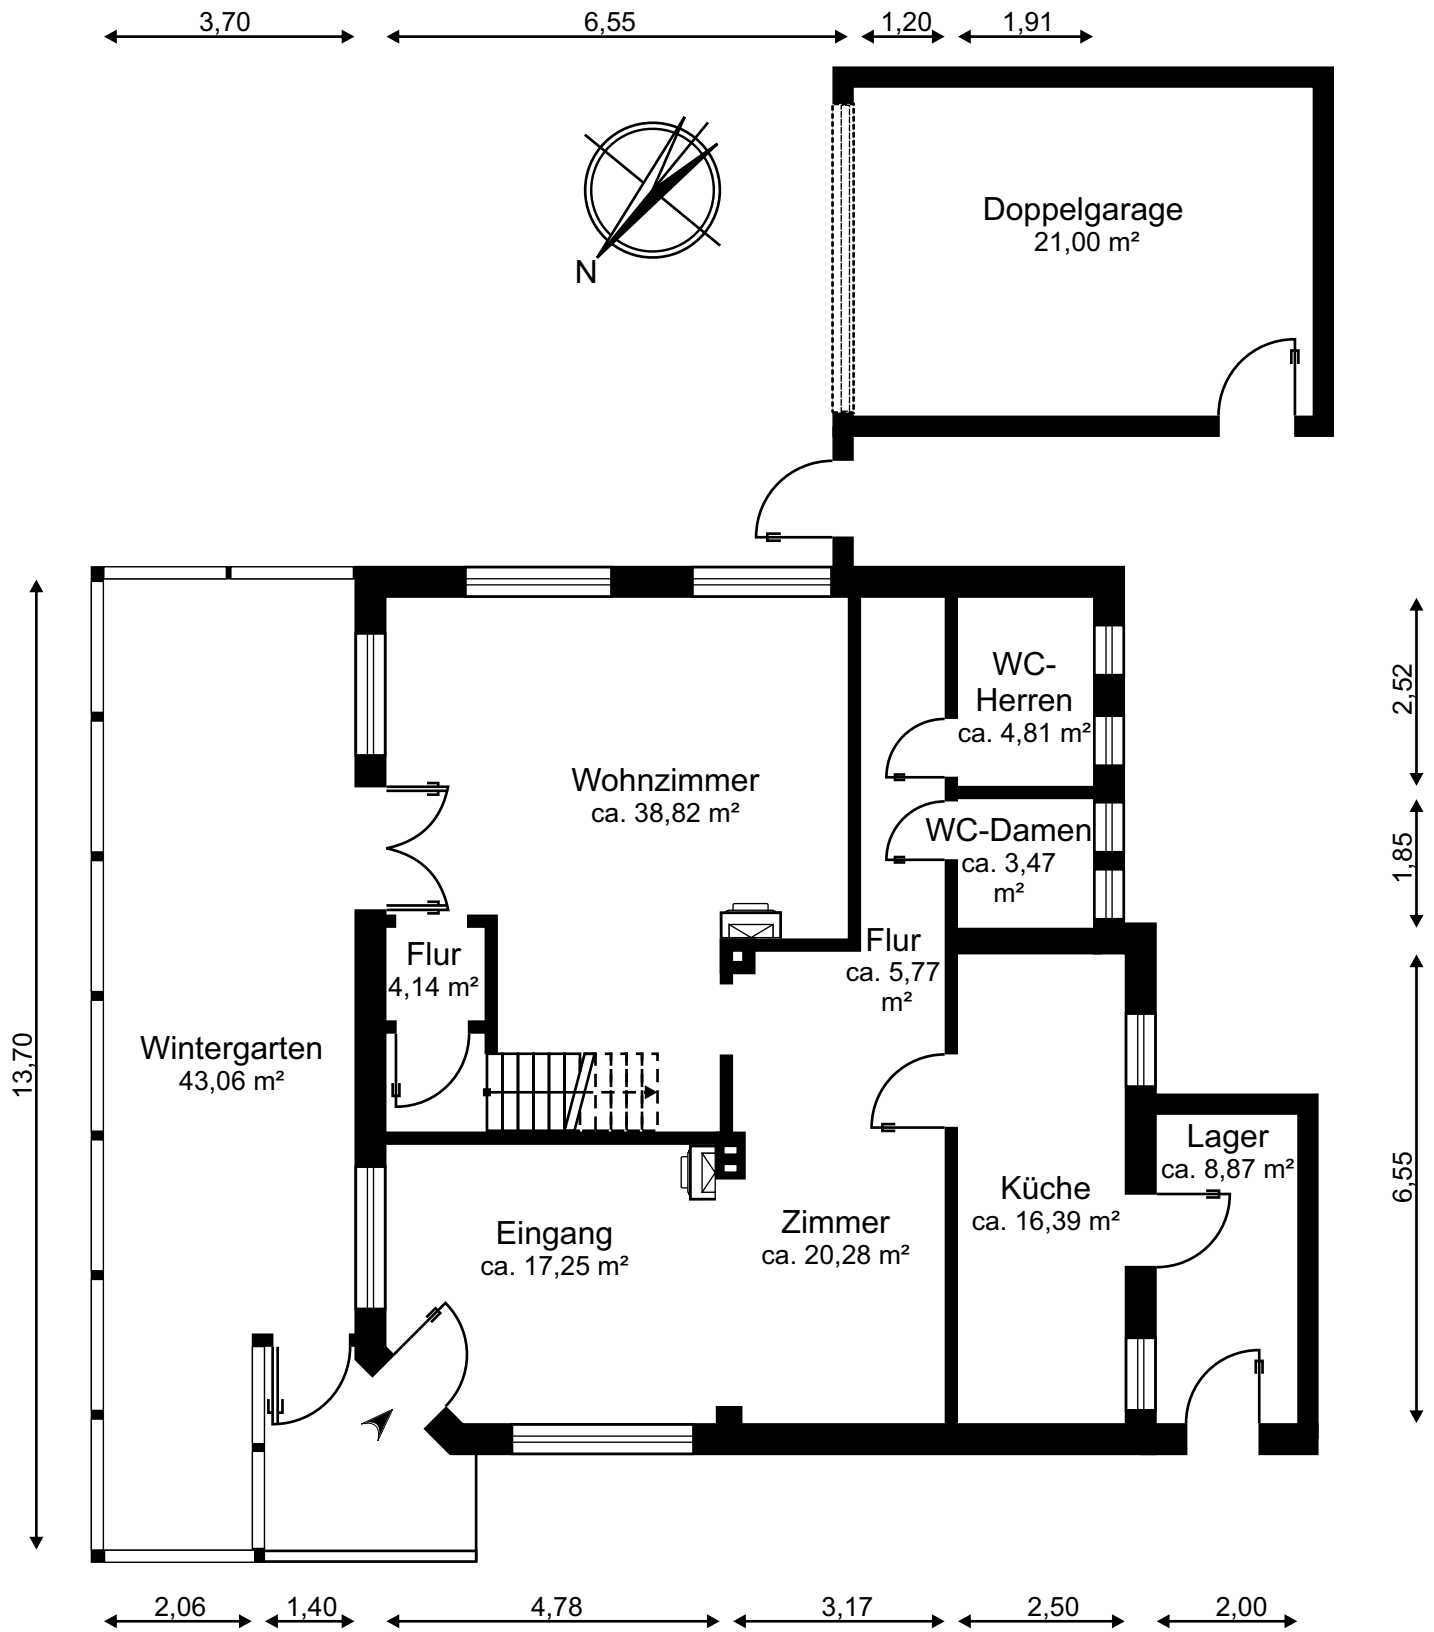 3,70
6,55
1,20
1,91
Doppelgarage
21,00 m²
N
WC-
Herren
ca. 4,81 m²
2,52
Wohnzimmer
ca. 38,82 m²
WC-Damen
ca. 3,47
m²
1,85
Flur
4,14 m²
Flur
ca. 5,77
m²
Wintergarten
43,06 m²
13,70
Lager
ca. 8,87 m²
6,55
Küche
ca. 16,39 m²
Eingang
ca. 17,25 m²
Zimmer
ca. 20,28 m²
2,06
1,40
4,78
3,17
2,50
2,00